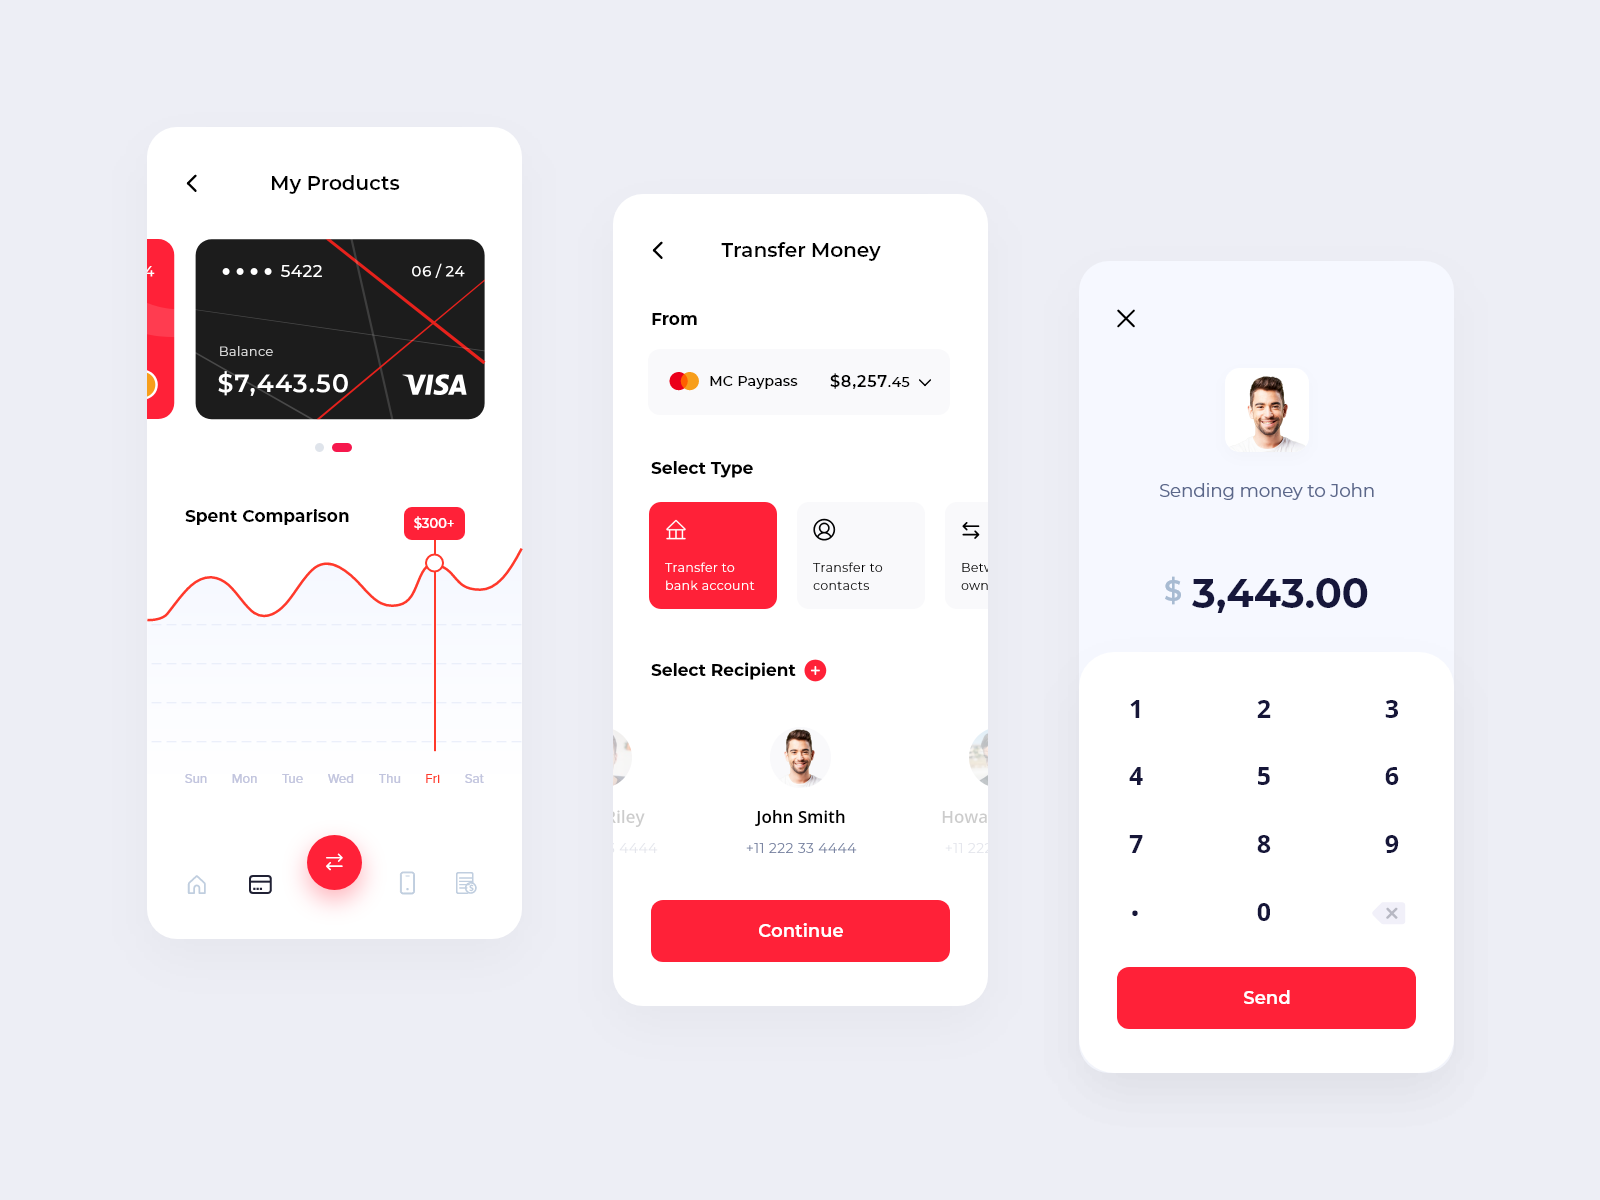 My Products
4
•••• 5422
06 / 24
Balance
$7,443.50
VISA
Spent Comparison
$300+
Sun Mon Tue Wed Thu Fri Sat
Transfer Money
From
MC Paypass
$8,257.45
Select Type
Transfer to
bank account
Transfer to
contacts
own
Select Recipient
+
John Smith
+11 222 33 4444
Riley
4444
+11 222
Continue
Sending money to John
$ 3,443.00
1 2 3
4 5 6
7 8 9
. 0
Send